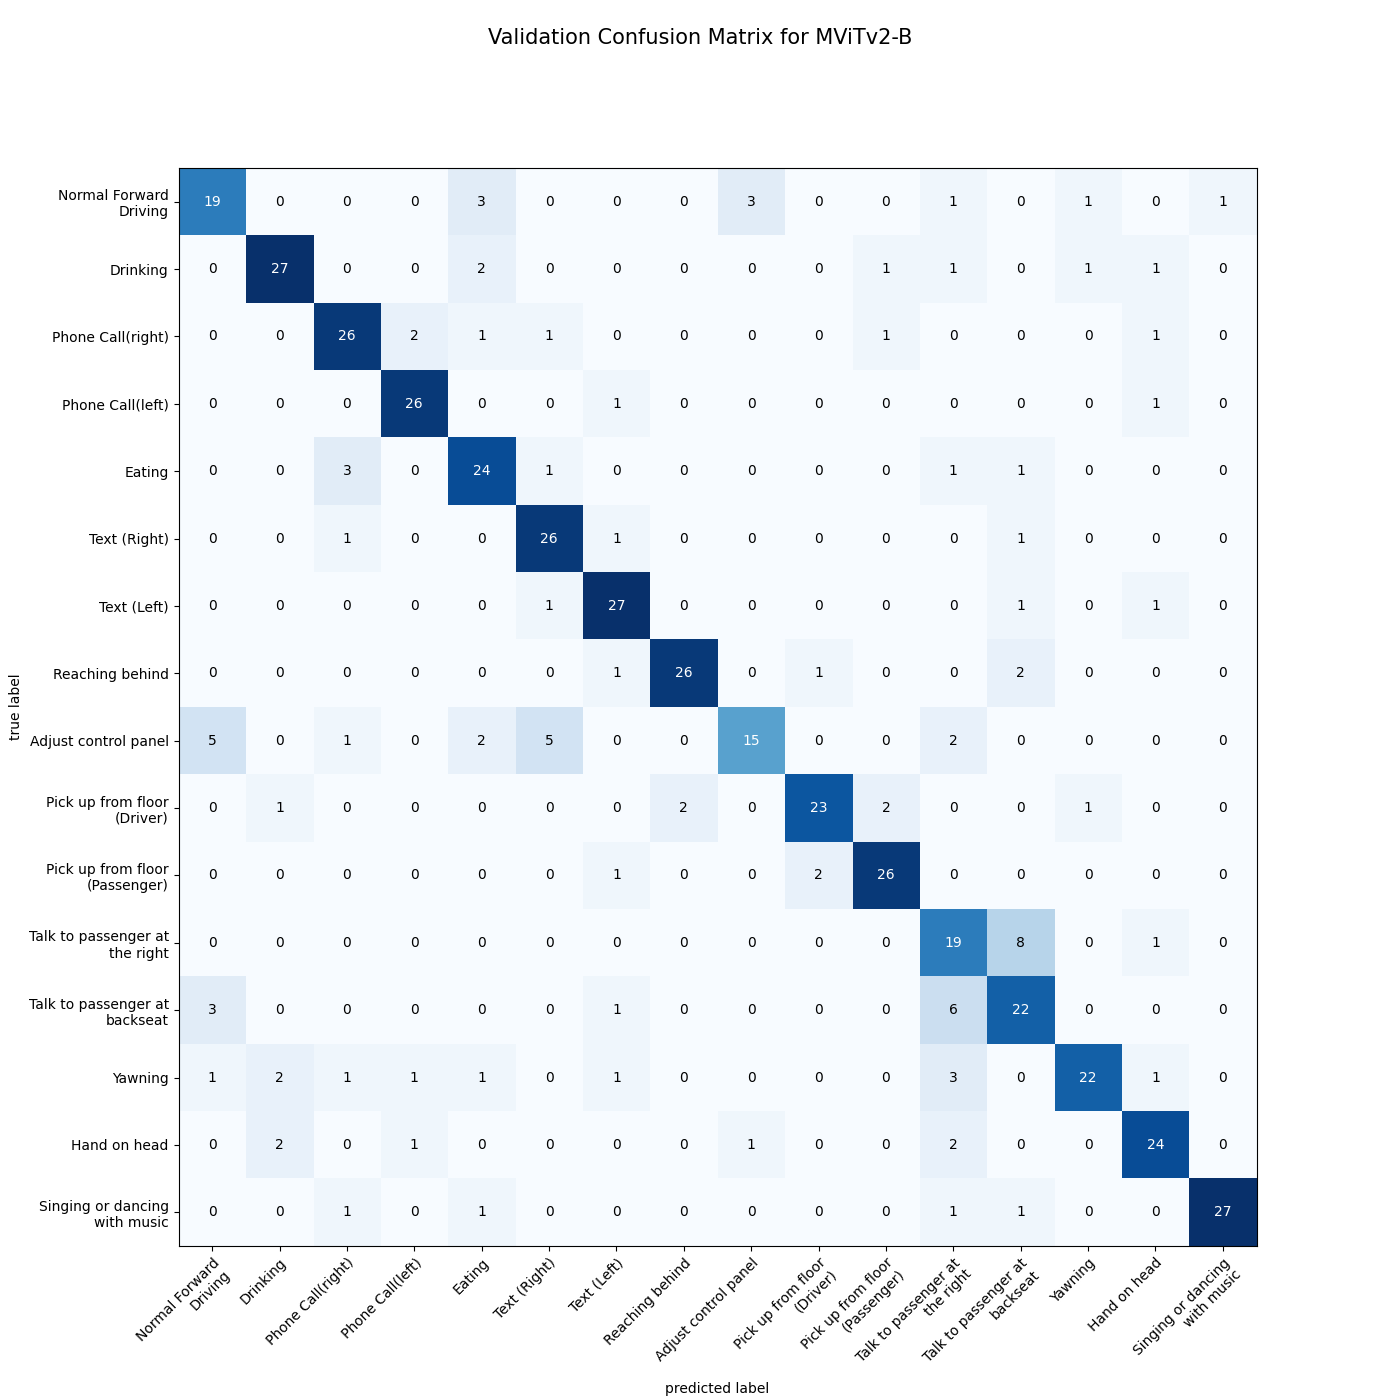 Validation Confusion Matrix for MViTv2-B
true label
Normal Forward
Driving
19 0 0 0 3 0 0 0 3 0 0 1 0 1 0 1
Drinking
0 27 0 0 2 0 0 0 0 0 1 1 0 1 1 0
Phone Call(right)
0 0 26 2 1 1 0 0 0 0 1 0 0 0 1 0
Phone Call(left)
0 0 0 26 0 0 1 0 0 0 0 0 0 0 1 0
Eating
0 0 3 0 24 1 0 0 0 0 0 1 1 0 0 0
Text (Right)
0 0 1 0 0 26 1 0 0 0 0 0 1 0 0 0
Text (Left)
0 0 0 0 0 1 27 0 0 0 0 0 1 0 1 0
Reaching behind
0 0 0 0 0 0 1 26 0 1 0 0 2 0 0 0
Adjust control panel
5 0 1 0 2 5 0 0 15 0 0 2 0 0 0 0
Pick up from floor
(Driver)
0 1 0 0 0 0 0 2 0 23 2 0 0 1 0 0
Pick up from floor
(Passenger)
0 0 0 0 0 0 1 0 0 2 26 0 0 0 0 0
Talk to passenger at
the right
0 0 0 0 0 0 0 0 0 0 0 19 8 0 1 0
Talk to passenger at
backseat
3 0 0 0 0 0 1 0 0 0 0 6 22 0 0 0
Yawning
1 2 1 1 1 0 1 0 0 0 0 3 0 22 1 0
Hand on head
0 2 0 1 0 0 0 0 1 0 0 2 0 0 24 0
Singing or dancing
with music
0 0 1 0 1 0 0 0 0 0 0 1 1 0 0 27
Normal Forward
Driving
Drinking
Phone Call(right)
Phone Call(left)
Eating
Text (Right)
Text (Left)
Reaching behind
Adjust control panel
Pick up from floor
(Driver)
Pick up from floor
(Passenger)
Talk to passenger at
the right
Talk to passenger at
backseat
Yawning
Hand on head
Singing or dancing
with music
predicted label